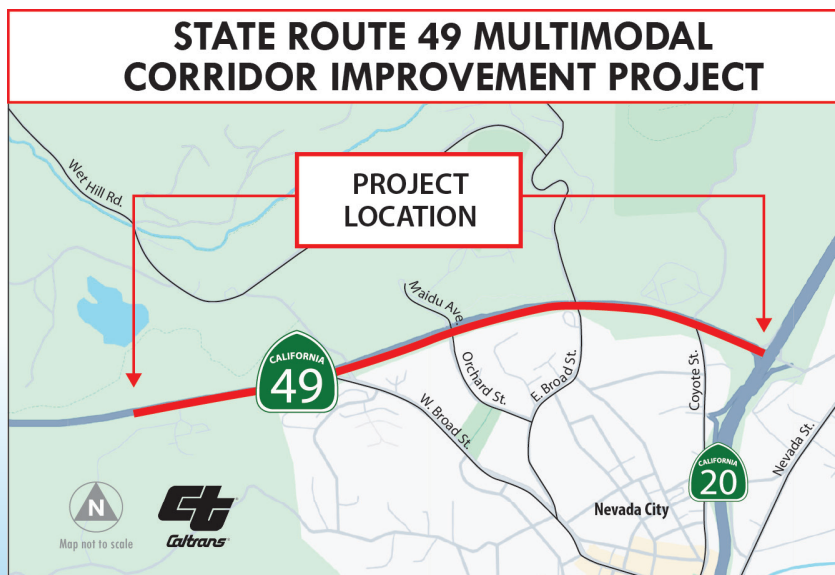 STATE ROUTE 49 MULTIMODAL
CORRIDOR IMPROVEMENT PROJECT
Wet Hill Rd.
PROJECT
LOCATION
Maidu Ave.
CALIFORNIA
49
Orchard St.
E. Broad St.
W. Broad St.
Coyote St.
Nevada St.
CALIFORNIA
20
N
Map not to scale
Ct
Caltrans®
Nevada City